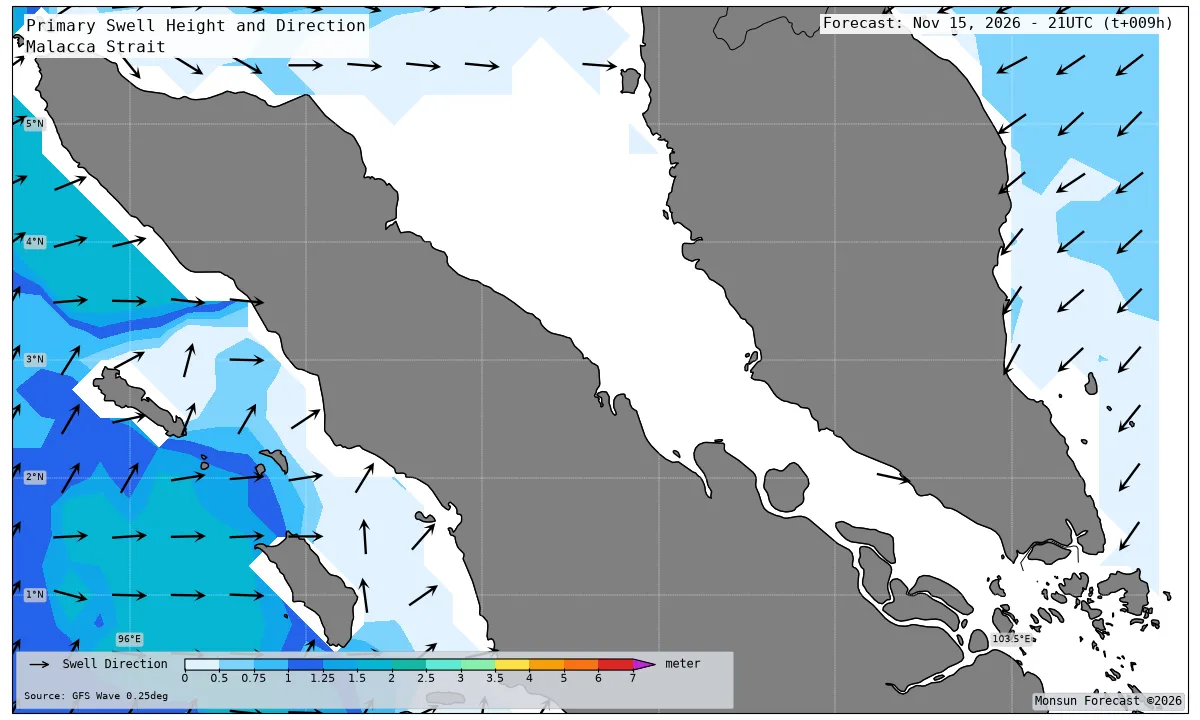 Primary Swell Height and Direction
Malacca Strait
Forecast: Nov 15, 2026 - 21UTC (t+009h)
5°N
4°N
3°N
2°N
1°N
96°E
103.5°E
Swell Direction
0 0.5 0.75 1 1.25 1.5 2 2.5 3 3.5 4 5 6 7
meter
Source: GFS Wave 0.25deg
Monsun Forecast ©2026